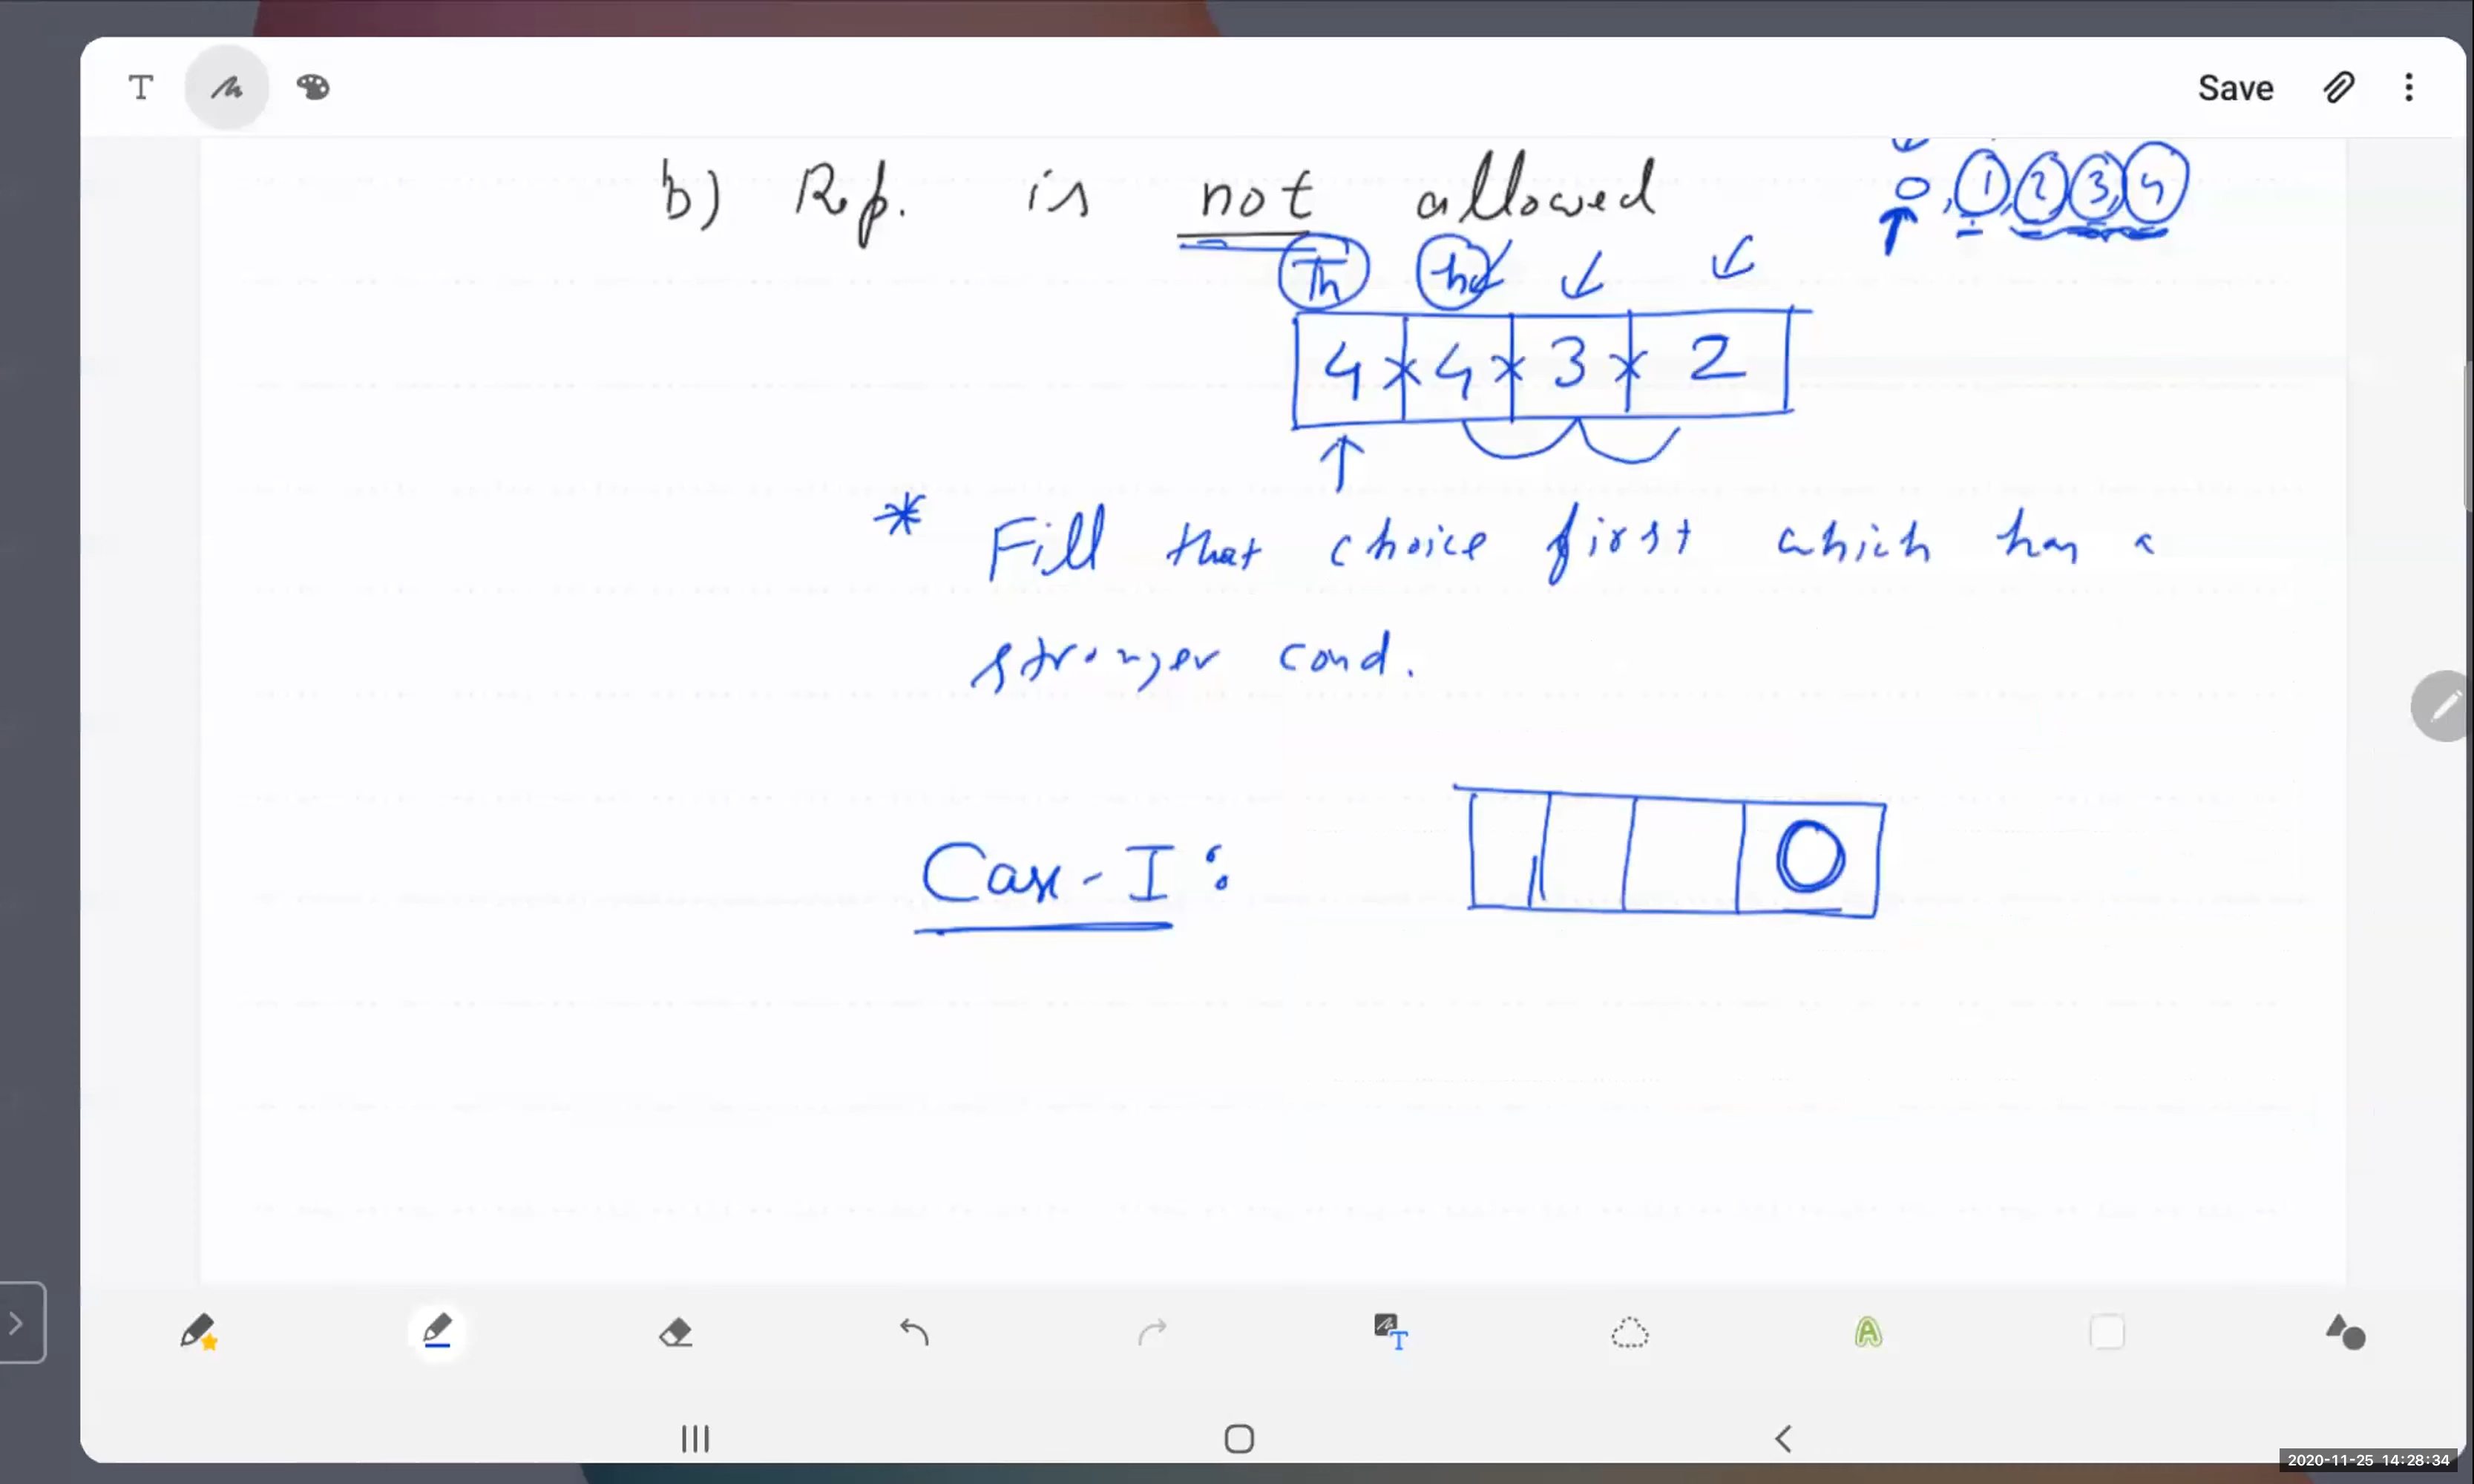 T Save
b) Rep. is not allowed 0, 1, 2, 3, 4
Th h
4 × 4 × 3 × 2
* Fill that choice first which has a
stronger cond.
Case - I : 0
T A
2020-11-25 14:28:34